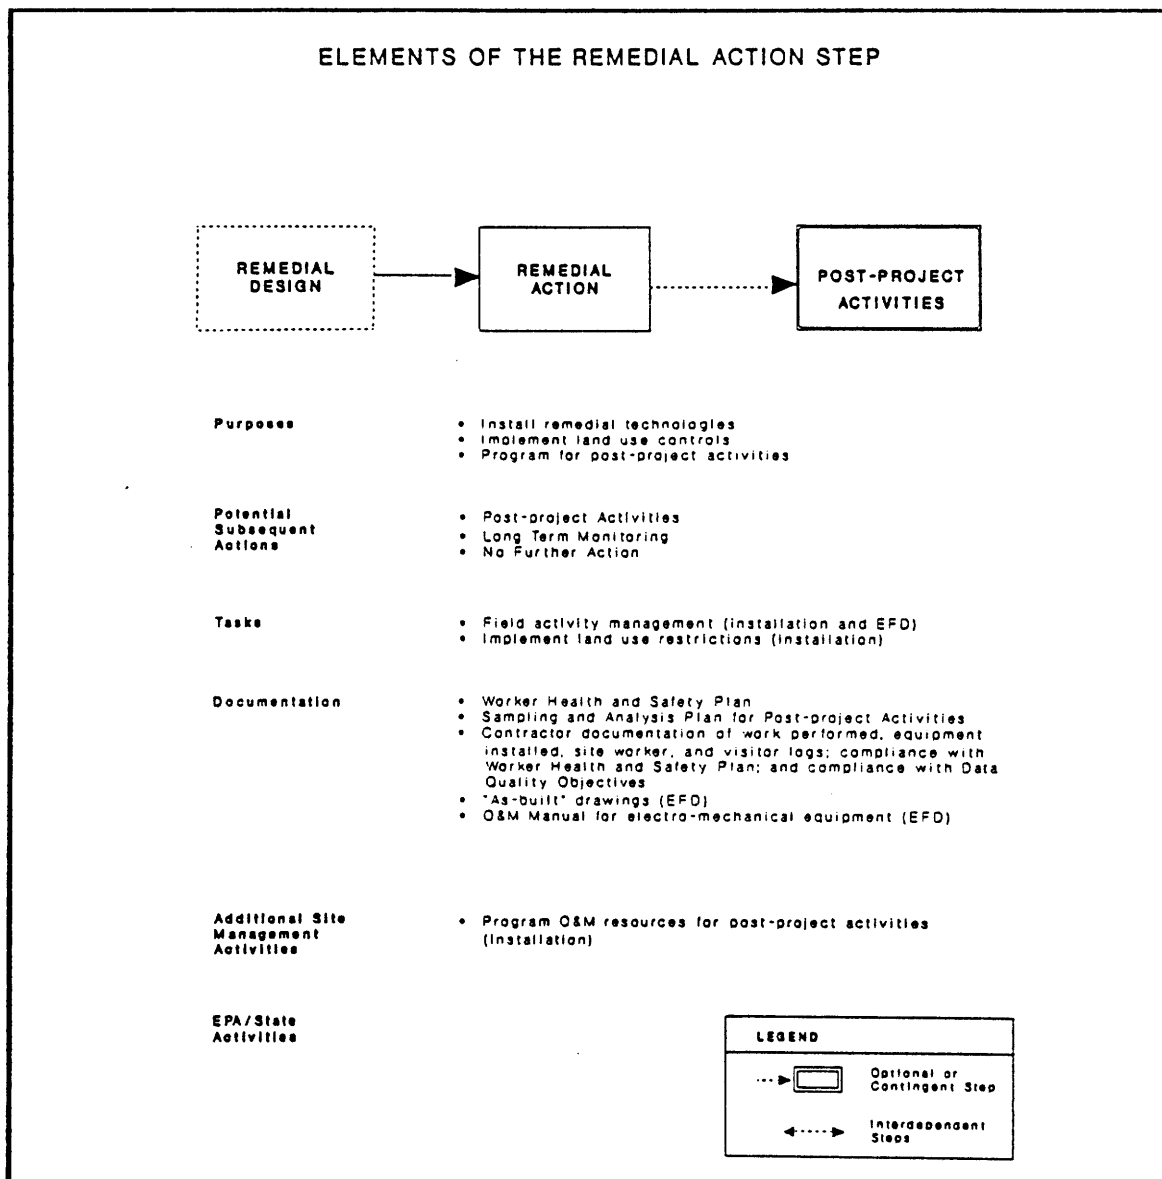 ELEMENTS OF THE REMEDIAL ACTION STEP
REMEDIAL
DESIGN
REMEDIAL
ACTION
POST-PROJECT
ACTIVITIES
Purposes
• Install remedial technologies
• Implement land use controls
• Program for post-project activities
Potential
Subsequent
Actions
• Post-project Activities
• Long Term Monitoring
• No Further Action
Tasks
• Field activity management (installation and EFD)
• Implement land use restrictions (Installation)
Documentation
• Worker Health and Safety Plan
• Sampling and Analysis Plan for Post-project Activities
• Contractor documentation of work performed, equipment
installed, site worker, and visitor logs; compliance with
Worker Health and Safety Plan; and compliance with Data
Quality Objectives
• "As-built" drawings (EFD)
• O&M Manual for electro-mechanical equipment (EFD)
Additional Site
Management
Activities
• Program O&M resources for post-project activities
(Installation)
EPA/State
Activities
LEGEND
Optional or
Contingent Step
Interdependent
Steps